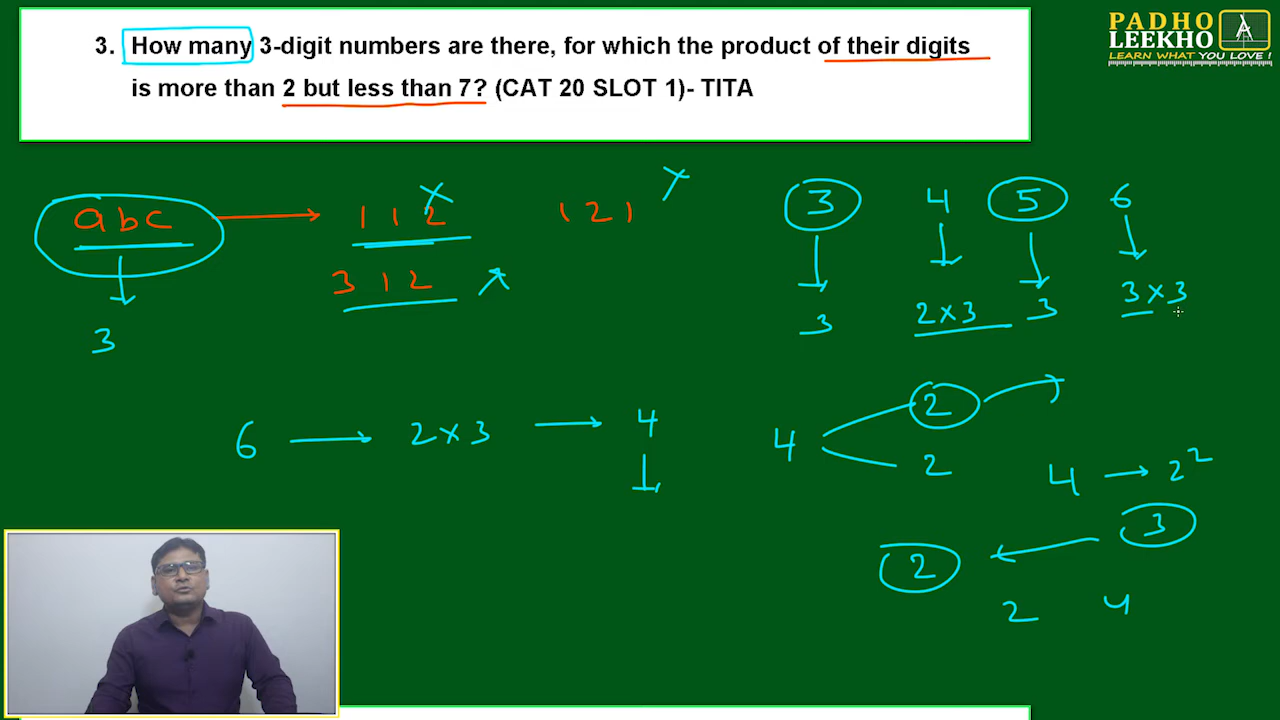 3. How many 3-digit numbers are there, for which the product of their digits
is more than 2 but less than 7? (CAT 20 SLOT 1)- TITA
PADHO
LEEKHO
LEARN WHAT YOU LOVE !
abc
3
1 1 2
3 1 2
1 2 1
3 4 5 6
3 2×3 3 3×3
6 2×3 4
4 2
2
4 2²
3
2
2 4